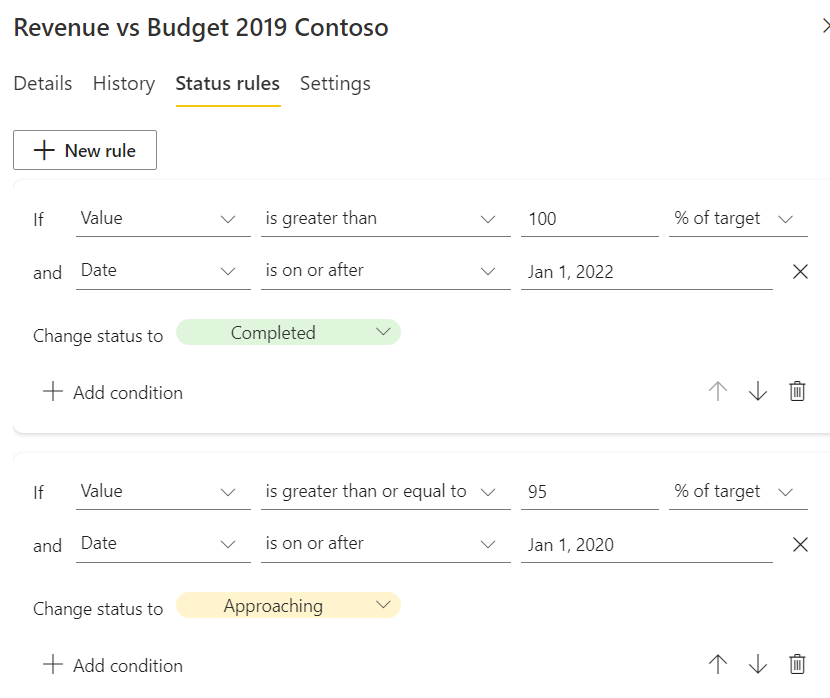 Revenue vs Budget 2019 Contoso
Details History Status rules Settings
New rule
If Value is greater than 100 % of target
and Date is on or after Jan 1, 2022
Change status to Completed
Add condition
If Value is greater than or equal to 95 % of target
and Date is on or after Jan 1, 2020
Change status to Approaching
Add condition